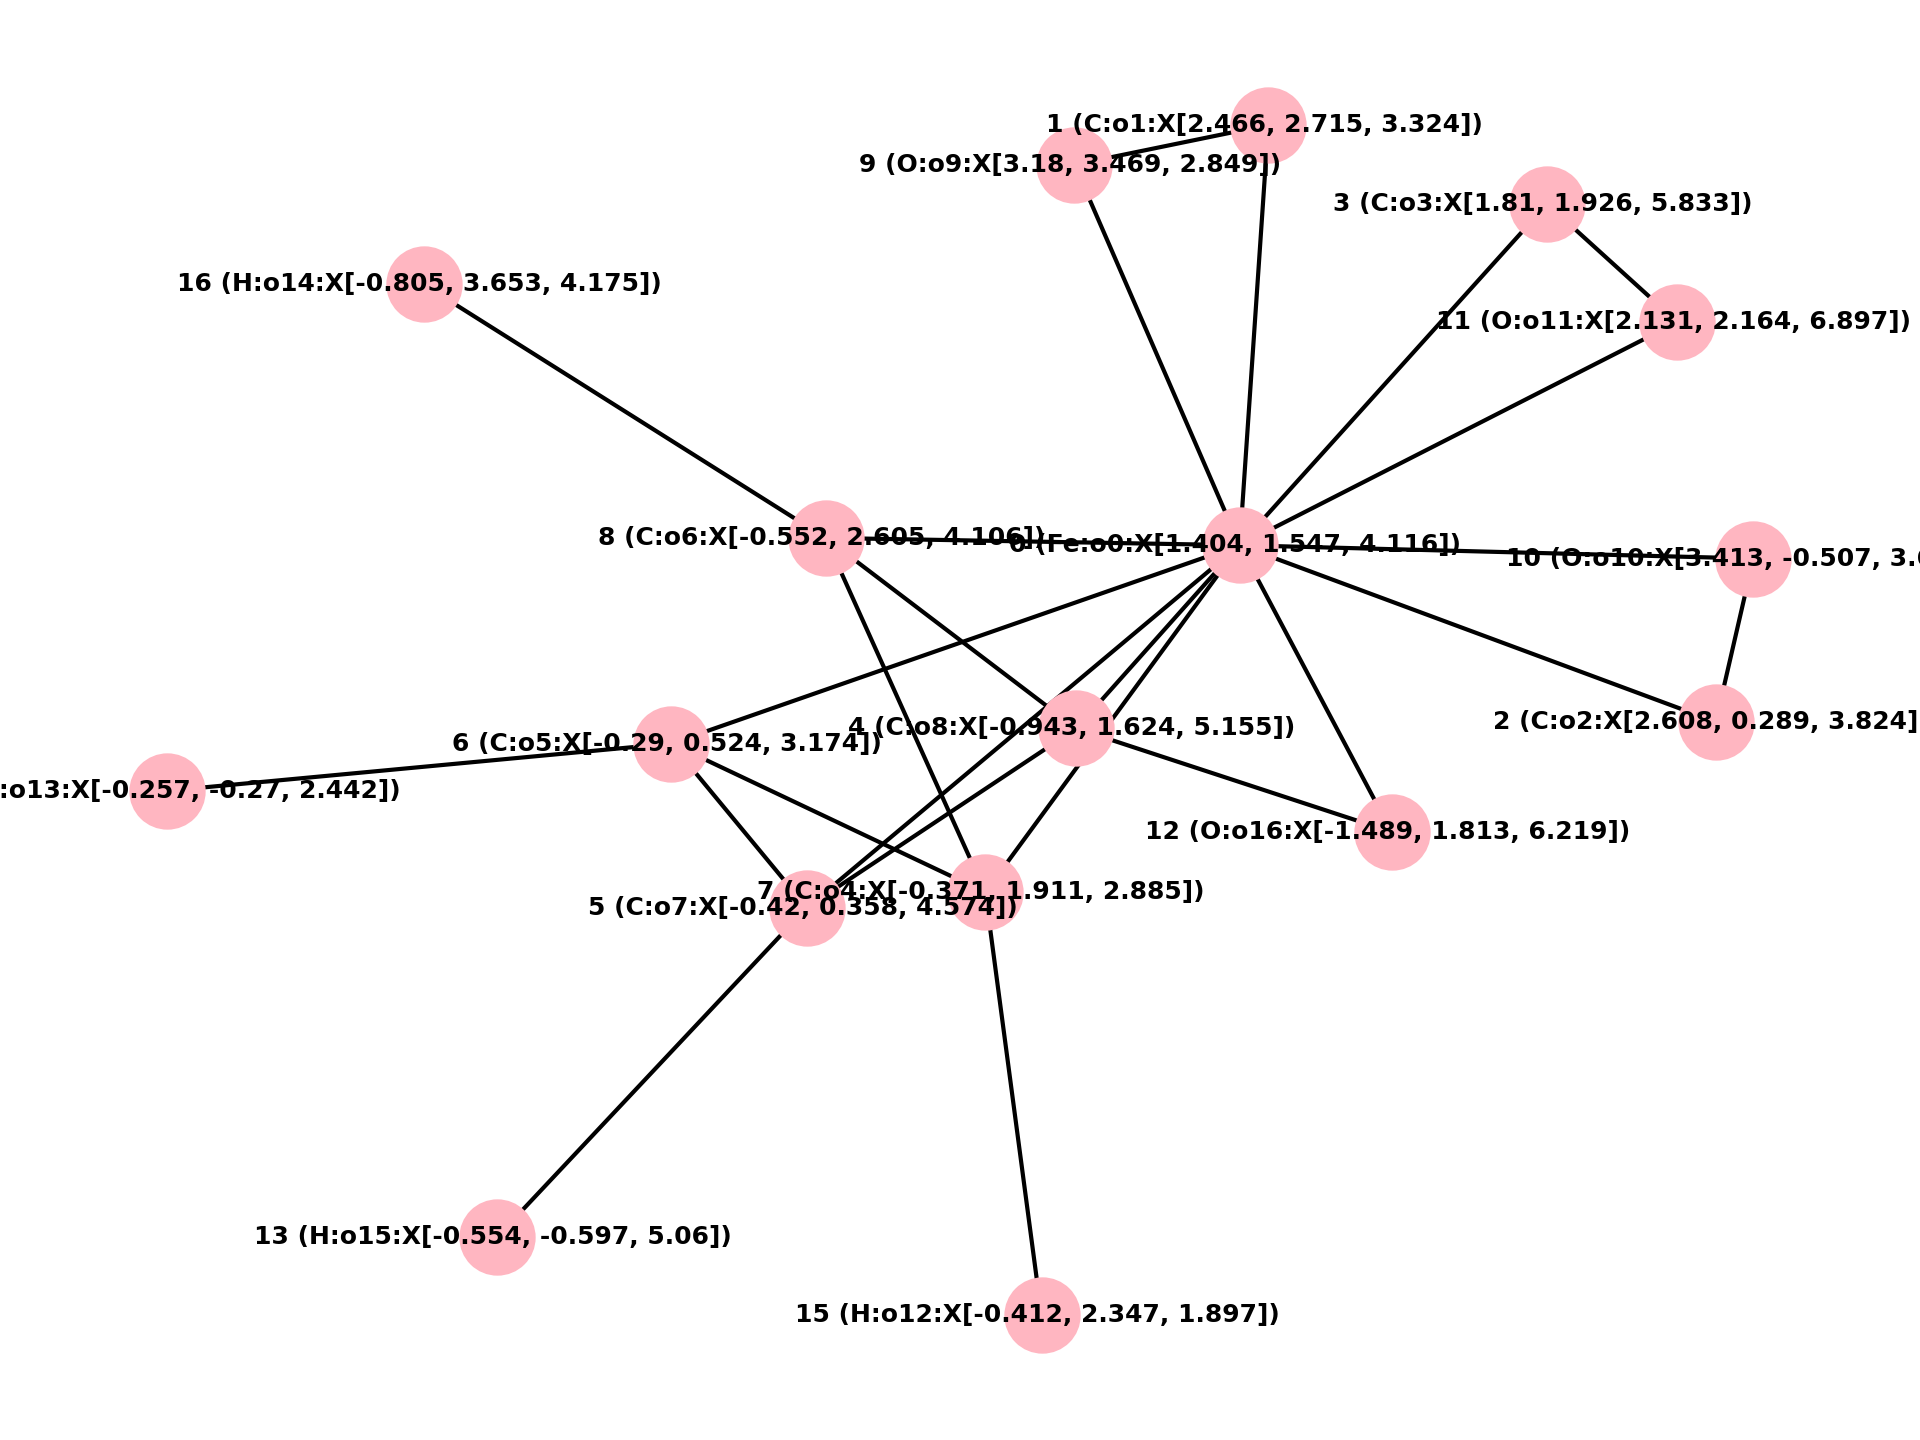 1 (C:o1:X[2.466, 2.715, 3.324])
9 (O:o9:X[3.18, 3.469, 2.849])
3 (C:o3:X[1.81, 1.926, 5.833])
16 (H:o14:X[-0.805, 3.653, 4.175])
11 (O:o11:X[2.131, 2.164, 6.897])
8 (C:o6:X[-0.552, 2.605, 4.106])
0 (Fe:o0:X[1.404, 1.547, 4.116])
10 (O:o10:X[3.413, -0.507, 3.
2 (C:o2:X[2.608, 0.289, 3.824]
4 (C:o8:X[-0.943, 1.624, 5.155])
6 (C:o5:X[-0.29, 0.524, 3.174])
:o13:X[-0.257, -0.27, 2.442])
12 (O:o16:X[-1.489, 1.813, 6.219])
7 (C:o4:X[-0.371, 1.911, 2.885])
5 (C:o7:X[-0.42, 0.358, 4.574])
13 (H:o15:X[-0.554, -0.597, 5.06])
15 (H:o12:X[-0.412, 2.347, 1.897])